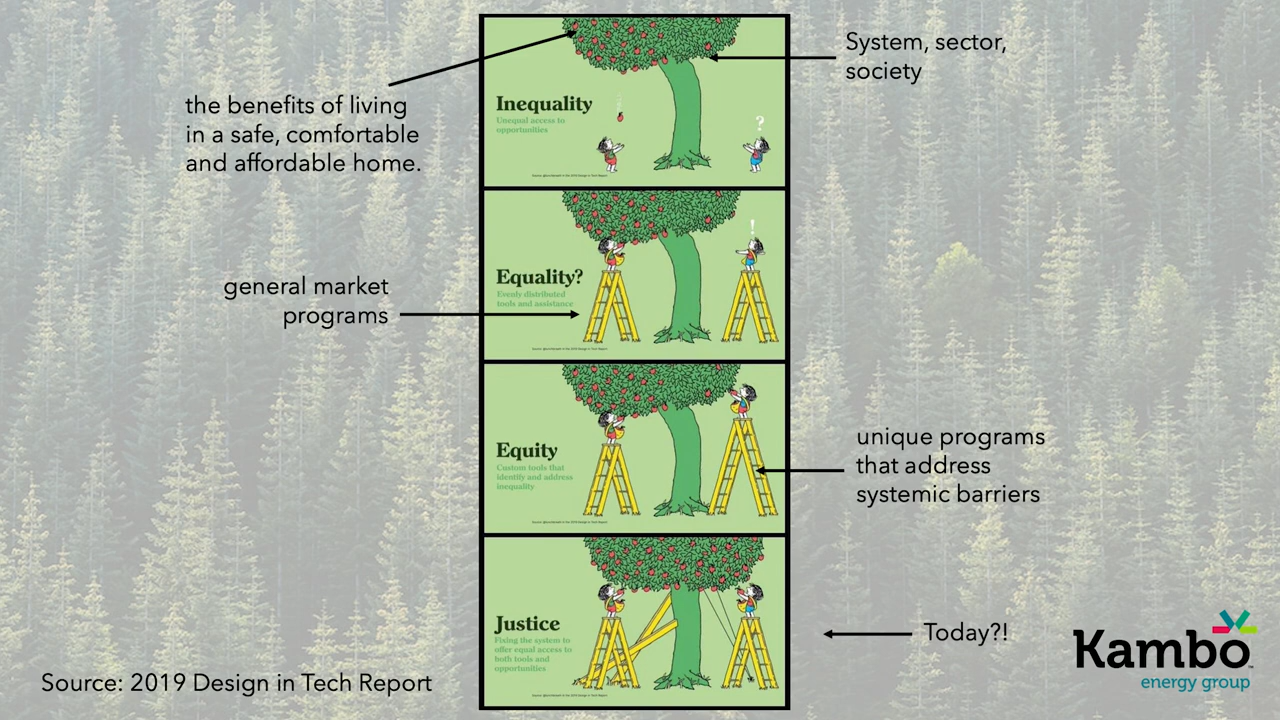 the benefits of living
in a safe, comfortable
and affordable home.
System, sector,
society
Inequality
Unequal access to
opportunities
?
general market
programs
Equality?
Evenly distributed
tools and assistance
!
Equity
Custom tools that
identify and address
inequality
unique programs
that address
systemic barriers
Justice
Fixing the system to
offer equal access to
both tools and
opportunities
Today?!
Source: 2019 Design in Tech Report
Kambo
energy group